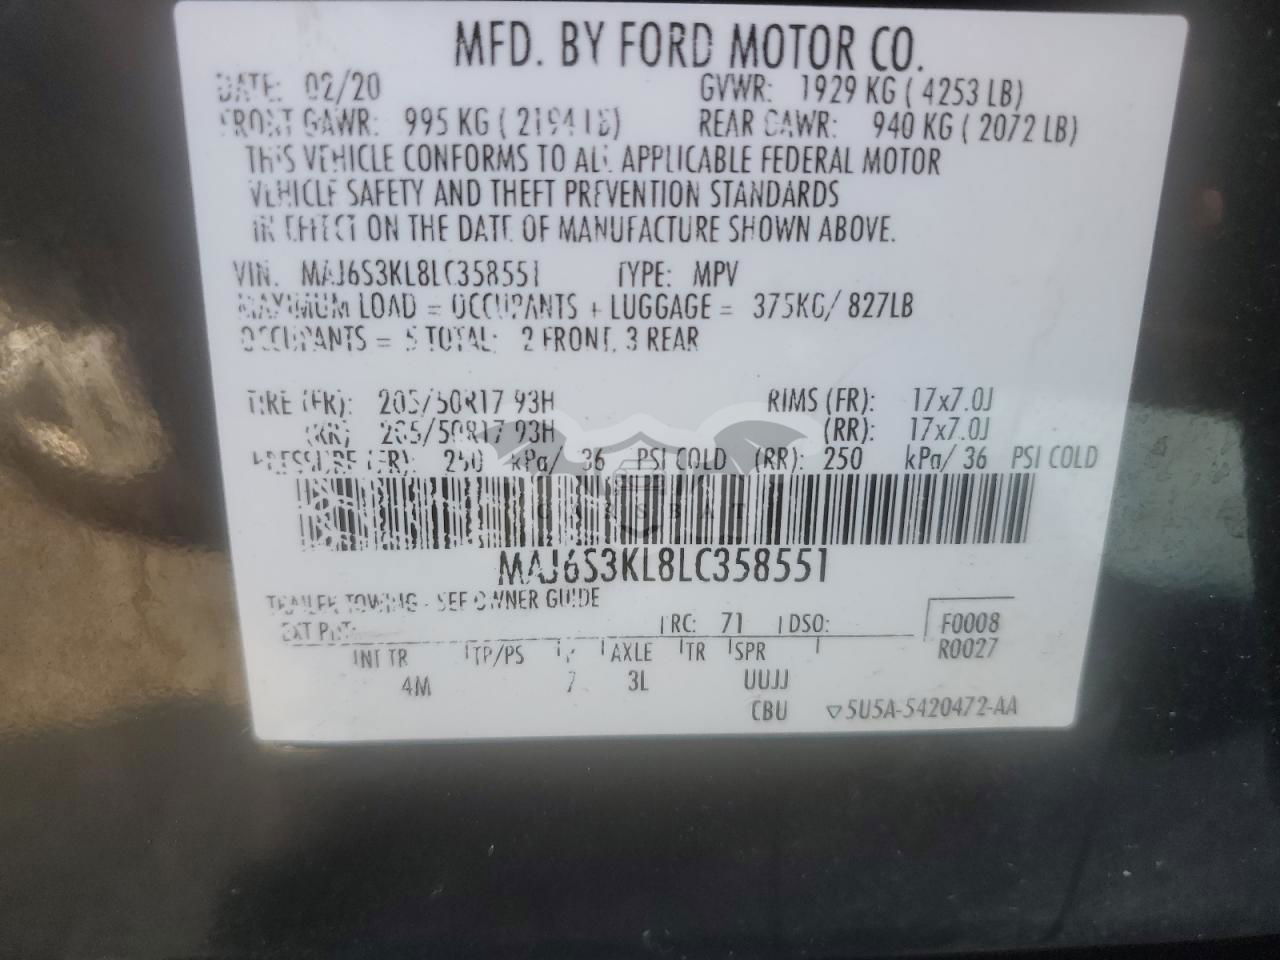 MFD. BY FORD MOTOR CO.
DATE: 02/20 GVWR: 1929 KG ( 4253 LB)
FRONT GAWR: 995 KG ( 2194 LB) REAR GAWR: 940 KG ( 2072 LB)
THIS VEHICLE CONFORMS TO ALL APPLICABLE FEDERAL MOTOR
VEHICLE SAFETY AND THEFT PREVENTION STANDARDS
IN EFFECT ON THE DATE OF MANUFACTURE SHOWN ABOVE.
VIN: MAJ6S3KL8LC358551 TYPE: MPV
MAXIMUM LOAD = OCCUPANTS + LUGGAGE = 375KG/ 827LB
OCCUPANTS = 5 TOTAL: 2 FRONT, 3 REAR
TIRE (FR): 205/50R17 93H RIMS (FR): 17x7.0J
(RR) 205/50R17 93H (RR): 17x7.0J
PRESSURE (FR): 250 kPa/ 36 PSI COLD (RR): 250 kPa/ 36 PSI COLD
CARSBAT
MAJ6S3KL8LC358551
TRAILER TOWING - SEE OWNER GUIDE
EXT PNT: RC: 71 DSO: F0008
R0027
INT TR TP/PS AXLE TR SPR
4M 7 3L UUJJ
CBU ▽5U5A-5420472-AA